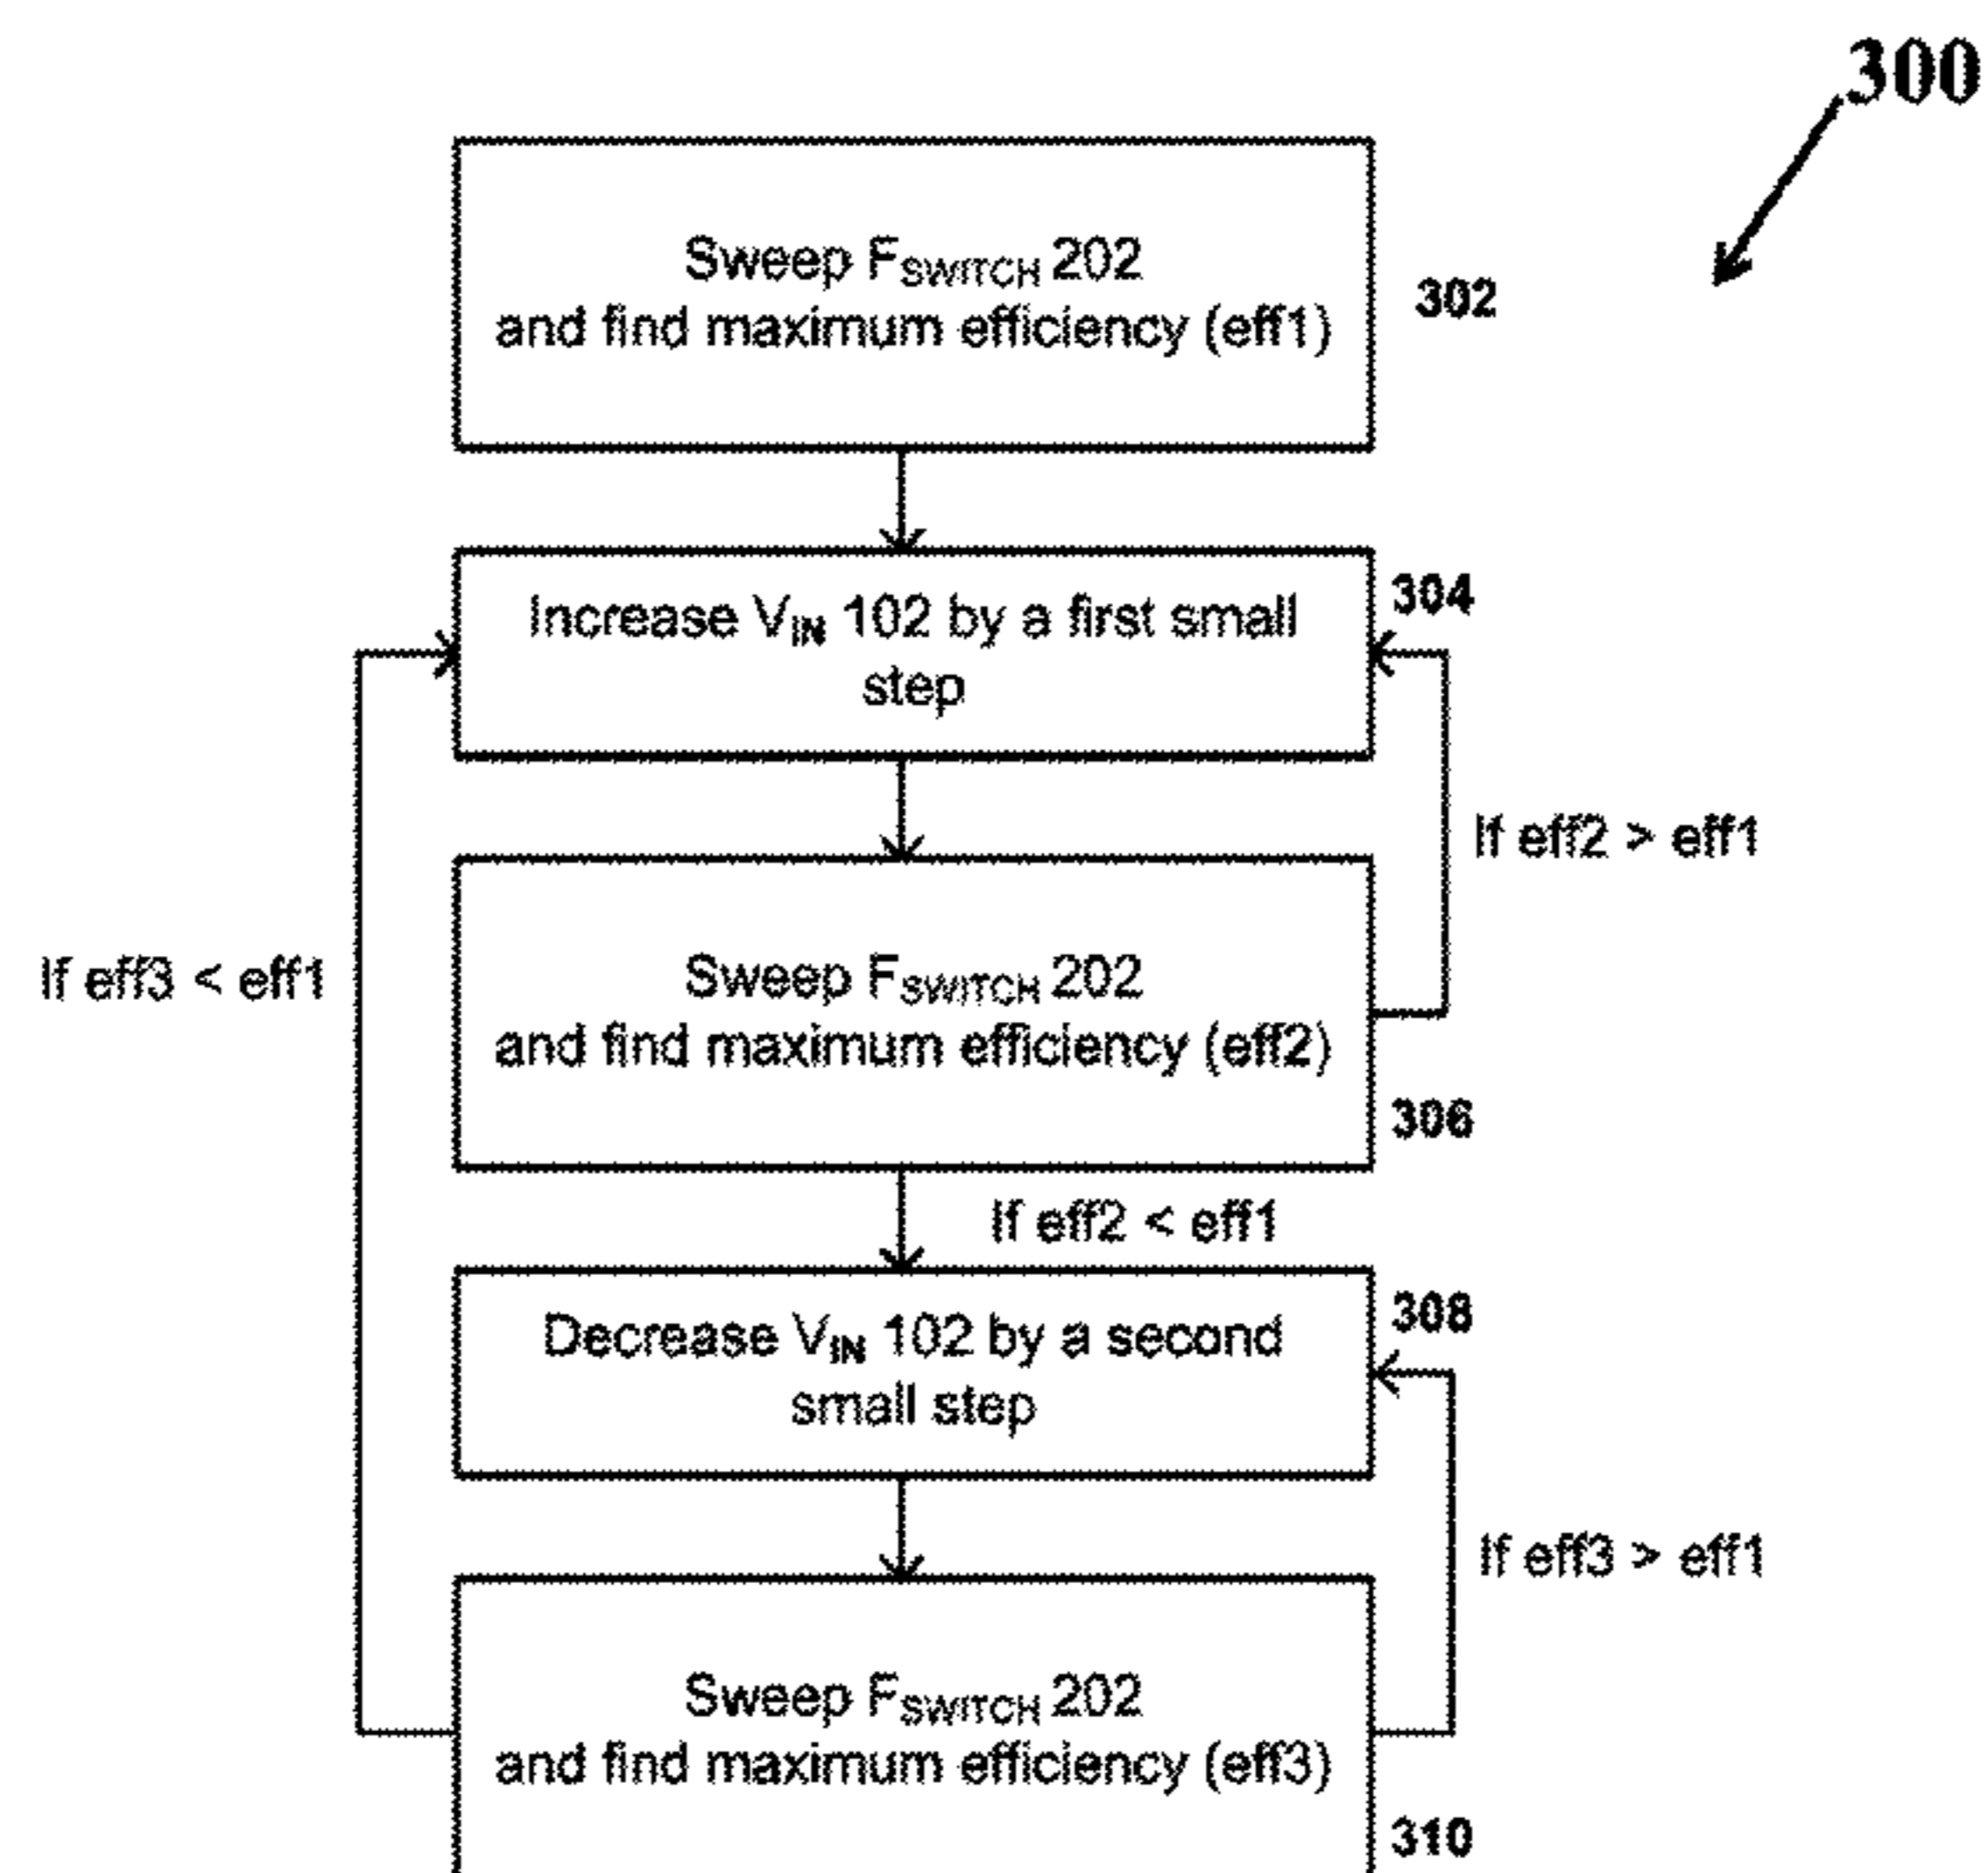 300
Sweep FSWITCH 202
and find maximum efficiency (eff1)
302
Increase VIN 102 by a first small
step
304
If eff2 > eff1
Sweep FSWITCH 202
and find maximum efficiency (eff2)
306
If eff3 < eff1
If eff2 < eff1
Decrease VIN 102 by a second
small step
308
If eff3 > eff1
Sweep FSWITCH 202
and find maximum efficiency (eff3)
310